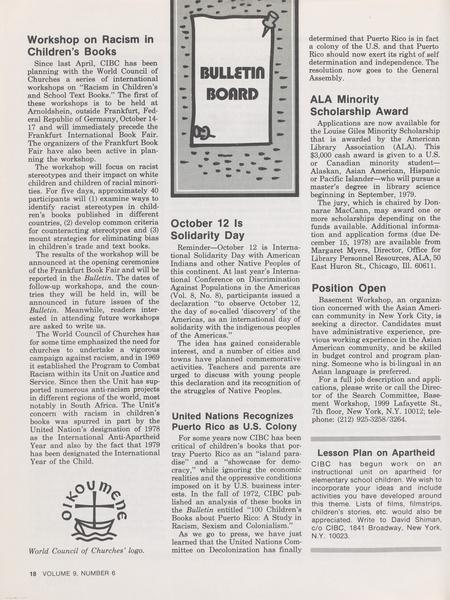 Workshop on Racism in
Children's Books
Since last April, CIBC has been
planning with the World Council of
Churches a series of international
workshops on "Racism in Children's
and School Text Books." The first of
these workshops is to be held at
Arnoldshein, outside Frankfurt, Fed-
eral Republic of Germany, October 14-
17 and will immediately precede the
Frankfurt International Book Fair.
The organizers of the Frankfurt Book
Fair have also been active in plan-
ning the workshop.
The workshop will focus on racist
stereotypes and their impact on white
children and children of racial minori-
ties. For five days, approximately 40
participants will (1) examine ways to
identify racist stereotypes in child-
ren's books published in different
countries, (2) develop common criteria
for counteracting stereotypes and (3)
mount strategies for eliminating bias
in children's trade and text books.
The results of the workshop will be
announced at the opening ceremonies
of the Frankfurt Book Fair and will be
reported in the Bulletin. The dates of
follow-up workshops, and the coun-
tries they will be held in, will be
announced in future issues of the
Bulletin. Meanwhile, readers inter-
ested in attending future workshops
are asked to write us.
The World Council of Churches has
for some time emphasized the need for
churches to undertake a vigorous
campaign against racism, and in 1969
it established the Program to Combat
Racism within its Unit on Justice and
Service. Since then the Unit has sup-
ported numerous anti-racism projects
in different regions of the world, most
notably in South Africa. The Unit's
concern with racism in children's
books was spurred in part by the
United Nation's designation of 1978
as the International Anti-Apartheid
Year and also by the fact that 1979
has been designated the International
Year of the Child.
OIKOUMENE
World Council of Churches' logo.
18 VOLUME 9, NUMBER 6
BULLETIN
BOARD
October 12 Is
Solidarity Day
Reminder—October 12 is Interna-
tional Solidarity Day with American
Indians and other Native Peoples of
this continent. At last year's Interna-
tional Conference on Discrimination
Against Populations in the Americas
(Vol. 8, No. 8), participants issued a
declaration "to observe October 12,
the day of so-called 'discovery' of the
Americas, as an international day of
solidarity with the indigenous peoples
of the Americas."
The idea has gained considerable
interest, and a number of cities and
towns have planned commemorative
activities. Teachers and parents are
urged to discuss with young people
this declaration and its recognition of
the struggles of Native Peoples.
United Nations Recognizes
Puerto Rico as U.S. Colony
For some years now CIBC has been
critical of children's books that por-
tray Puerto Rico as an "island para-
dise" and a "showcase for demo-
cracy," while ignoring the economic
realities and the oppressive conditions
imposed on it by U.S. business inter-
ests. In the fall of 1972, CIBC pub-
lished an analysis of these books in
the Bulletin entitled "100 Children's
Books about Puerto Rico: A Study in
Racism, Sexism and Colonialism."
As we go to press, we have just
learned that the United Nations Com-
mittee on Decolonization has finally
determined that Puerto Rico is in fact
a colony of the U.S. and that Puerto
Rico should now exert its right of self
determination and independence. The
resolution now goes to the General
Assembly.
ALA Minority
Scholarship Award
Applications are now available for
the Louise Giles Minority Scholarship
that is awarded by the American
Library Association (ALA). This
$3,000 cash award is given to a U.S.
or Canadian minority student—
Alaskan, Asian American, Hispanic
or Pacific Islander—who will pursue a
master's degree in library science
beginning in September, 1979.
The jury, which is chaired by Don-
narae MacCann, may award one or
more scholarships depending on the
funds available. Additional informa-
tion and application forms (due De-
cember 15, 1978) are available from
Margaret Myers, Director, Office for
Library Personnel Resources, ALA, 50
East Huron St., Chicago, Ill. 60611.
Position Open
Basement Workshop, an organiza-
tion concerned with the Asian Ameri-
can community in New York City, is
seeking a director. Candidates must
have administrative experience, pre-
vious working experience in the Asian
American community, and be skilled
in budget control and program plan-
ning. Someone who is bi-lingual in an
Asian language is preferred.
For a full job description and appli-
cations, please write or call the Direc-
tor of the Search Committee, Base-
ment Workshop, 1999 Lafayette St.,
7th floor, New York, N.Y. 10012; tele-
phone: (212) 925-3258/3264.
Lesson Plan on Apartheid
CIBC has begun work on an
instructional unit on apartheid for
elementary school children. We wish to
incorporate your ideas and include
activities you have developed around
this theme. Lists of films, filmstrips,
children's stories, etc. would also be
appreciated. Write to David Shiman,
c/o CIBC, 1841 Broadway, New York,
N.Y. 10023.